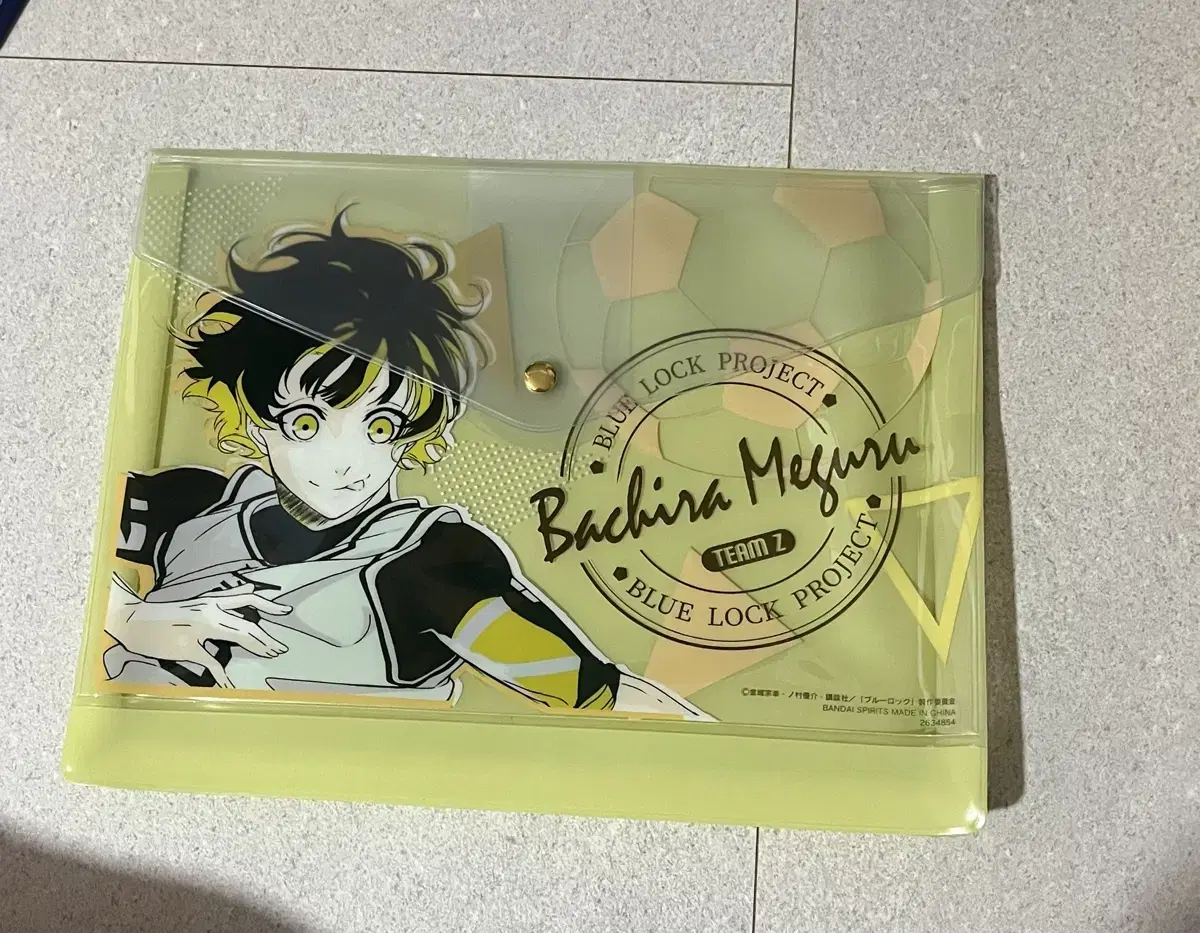 BLUE LOCK PROJECT
Bachira Meguru
TEAM Z
BLUE LOCK PROJECT
©金城宗幸・ノ村優介・講談社/「ブルーロック」製作委員会
BANDAI SPIRITS MADE IN CHINA
2634854